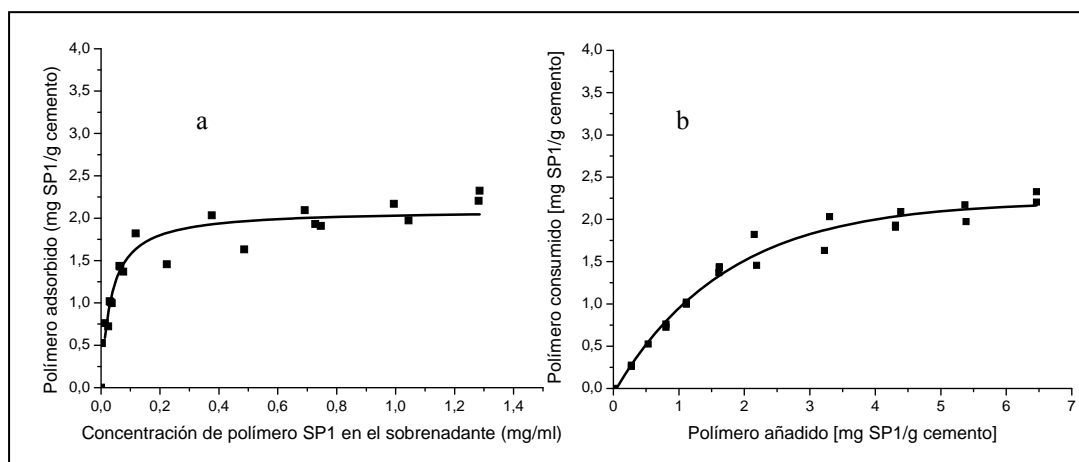 4,0
3,5
3,0
2,5
2,0
1,5
1,0
0,5
0,0
Polímero adsorbido (mg SP1/g cemento)
a
0,0 0,2 0,4 0,6 0,8 1,0 1,2 1,4
Concentración de polímero SP1 en el sobrenadante (mg/ml)
4,0
3,5
3,0
2,5
2,0
1,5
1,0
0,5
0,0
Polímero consumido [mg SP1/g cemento]
b
0 1 2 3 4 5 6 7
Polímero añadido [mg SP1/g cemento]